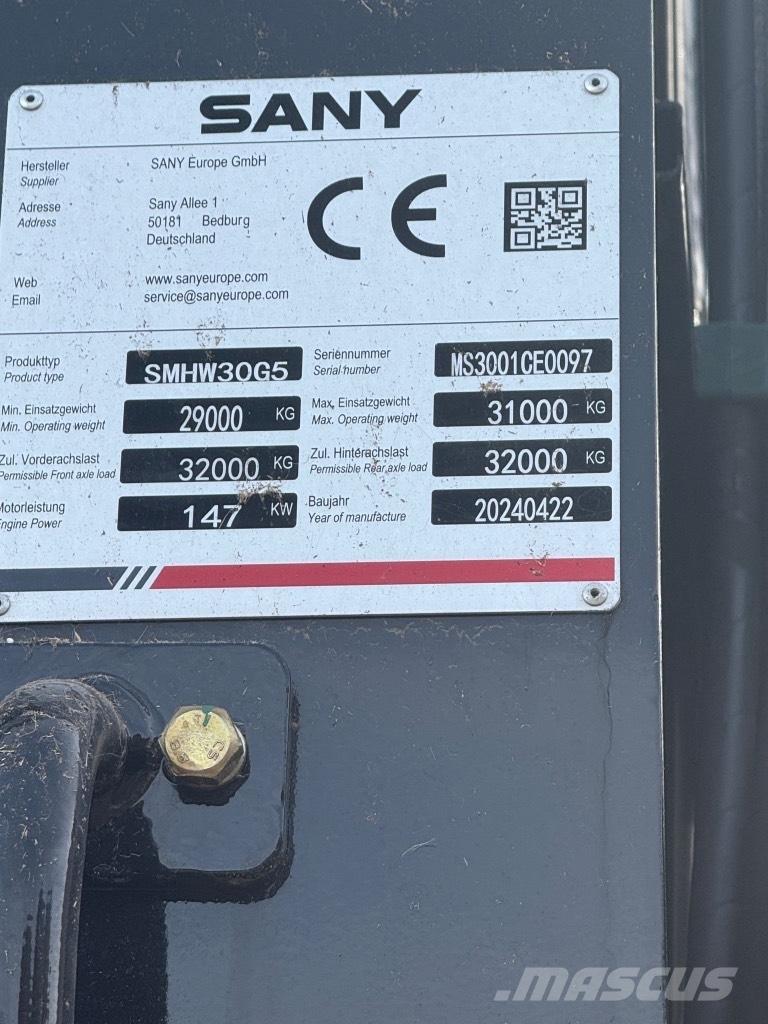 SANY
Hersteller SANY Europe GmbH
Supplier
Adresse Sany Allee 1
Address 50181 Bedburg
Deutschland
CE
Web www.sanyeurope.com
Email service@sanyeurope.com
Produkttyp SMHW30G5 Seriennummer MS3001CE0097
Product type Serial number
Min. Einsatzgewicht 29000 KG Max. Einsatzgewicht 31000 KG
Min. Operating weight Max. Operating weight
Zul. Vorderachslast 32000 KG Zul. Hinterachslast 32000 KG
Permissible Front axle load Permissible Rear axle load
Motorleistung 147 KW Baujahr 20240422
Engine Power Year of manufacture
8.8
MASCUS